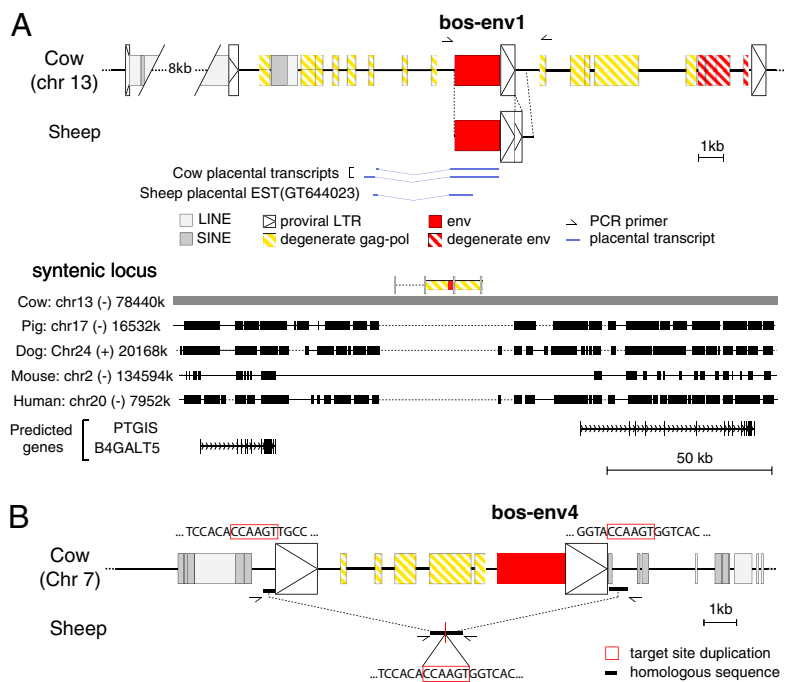 A
bos-env1
Cow
(chr 13)
8kb
Sheep
1kb
Cow placental transcripts
Sheep placental EST(GT644023)
LINE
proviral LTR
env
PCR primer
SINE
degenerate gag-pol
degenerate env
placental transcript
syntenic locus
Cow: chr13 (-) 78440k
Pig: chr17 (-) 16532k
Dog: Chr24 (+) 20168k
Mouse: chr2 (-) 134594k
Human: chr20 (-) 7952k
Predicted
genes
PTGIS
B4GALT5
50 kb
B
bos-env4
... TCCACACCAAGTTGCC ...
... GGTACCAAGTGGTCAC ...
Cow
(Chr 7)
1kb
Sheep
...TCCACACCAAGTGGTCAC...
target site duplication
homologous sequence